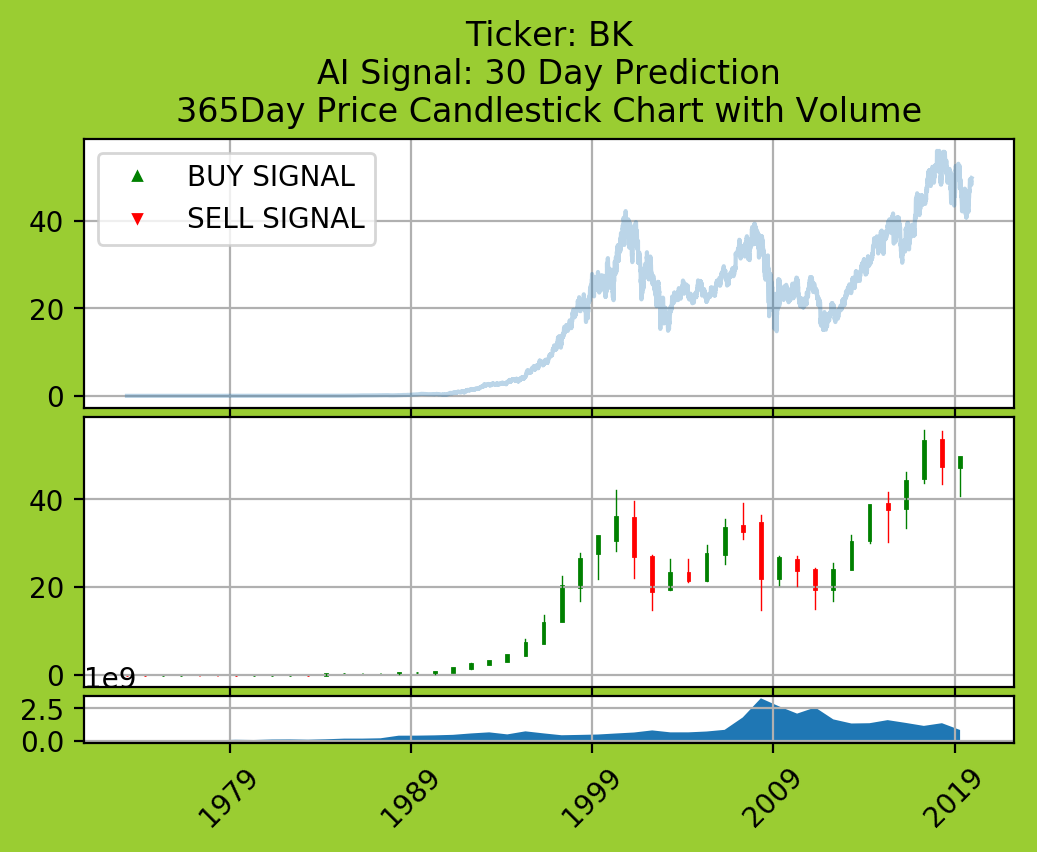 Ticker: BK
AI Signal: 30 Day Prediction
365Day Price Candlestick Chart with Volume
BUY SIGNAL
SELL SIGNAL
40
20
0
40
20
0
1e9
2.5
0.0
1979
1989
1999
2009
2019